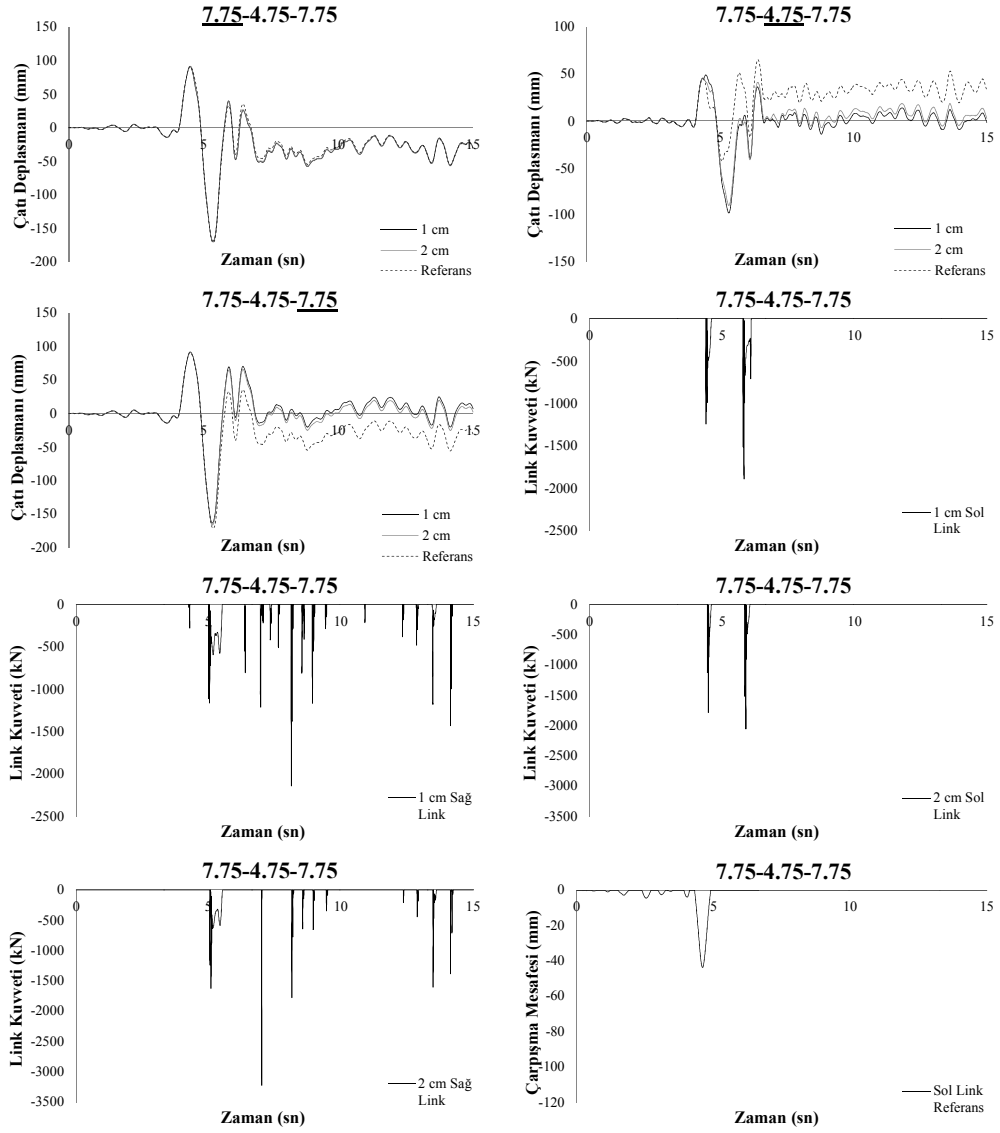 7.75-4.75-7.75
150
100
50
0
-50
-100
-150
-200
0
5
10
15
Çatı Deplasmanı (mm)
Zaman (sn)
1 cm
2 cm
Referans
7.75-4.75-7.75
100
50
0
-50
-100
-150
0
5
10
15
Çatı Deplasmanı (mm)
Zaman (sn)
1 cm
2 cm
Referans
7.75-4.75-7.75
150
100
50
0
-50
-100
-150
-200
0
5
10
15
Çatı Deplasmanı (mm)
Zaman (sn)
1 cm
2 cm
Referans
7.75-4.75-7.75
0
-500
-1000
-1500
-2000
-2500
0
5
10
15
Link Kuvveti (kN)
Zaman (sn)
1 cm Sol
Link
7.75-4.75-7.75
0
-500
-1000
-1500
-2000
-2500
0
5
10
15
Link Kuvveti (kN)
Zaman (sn)
1 cm Sağ
Link
7.75-4.75-7.75
0
-500
-1000
-1500
-2000
-2500
-3000
-3500
0
5
10
15
Link Kuvveti (kN)
Zaman (sn)
2 cm Sol
Link
7.75-4.75-7.75
0
-500
-1000
-1500
-2000
-2500
-3000
-3500
0
5
10
15
Link Kuvveti (kN)
Zaman (sn)
2 cm Sağ
Link
7.75-4.75-7.75
0
-20
-40
-60
-80
-100
-120
0
5
10
15
Çarpışma Mesafesi (mm)
Zaman (sn)
Sol Link
Referans